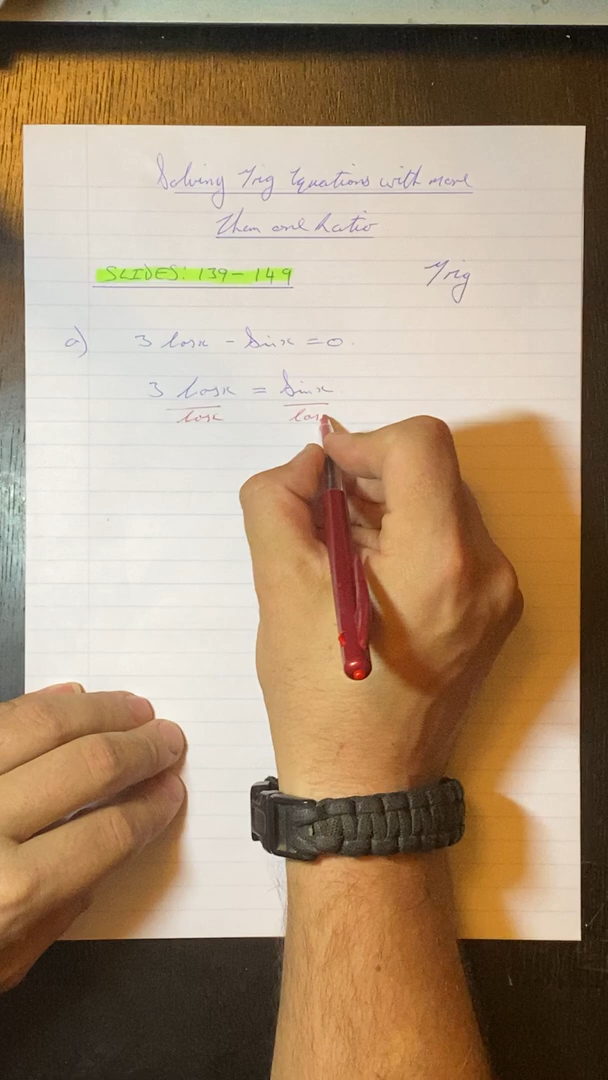 Solving Trig Equations with more
than one Ratio
SLIDES: 139-149
Trig
a) 3 Cosx - Sinx = 0.
3 Cosx = Sinx
Cosx Cosx